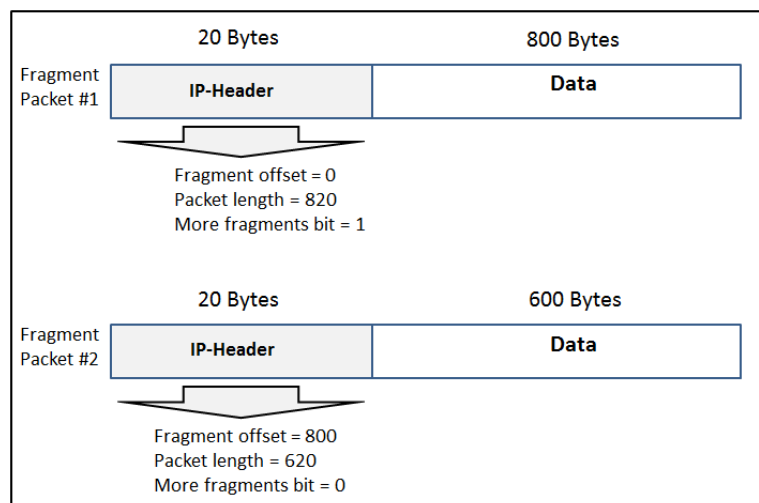 20 Bytes
800 Bytes
Fragment
Packet #1
IP-Header
Data
Fragment offset = 0
Packet length = 820
More fragments bit = 1
20 Bytes
600 Bytes
Fragment
Packet #2
IP-Header
Data
Fragment offset = 800
Packet length = 620
More fragments bit = 0